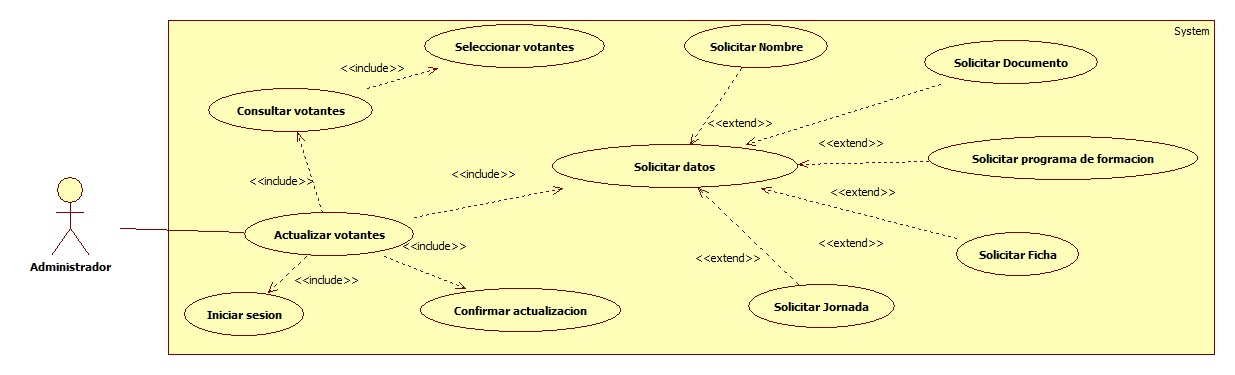 System
Seleccionar votantes
Solicitar Nombre
Solicitar Documento
<<include>>
Consultar votantes
<<extend>>
<<extend>>
Solicitar datos
Solicitar programa de formacion
<<include>>
<<include>>
<<extend>>
Actualizar votantes
<<include>>
<<extend>>
Solicitar Ficha
<<extend>>
Administrador
<<include>>
Iniciar sesion
Confirmar actualizacion
Solicitar Jornada